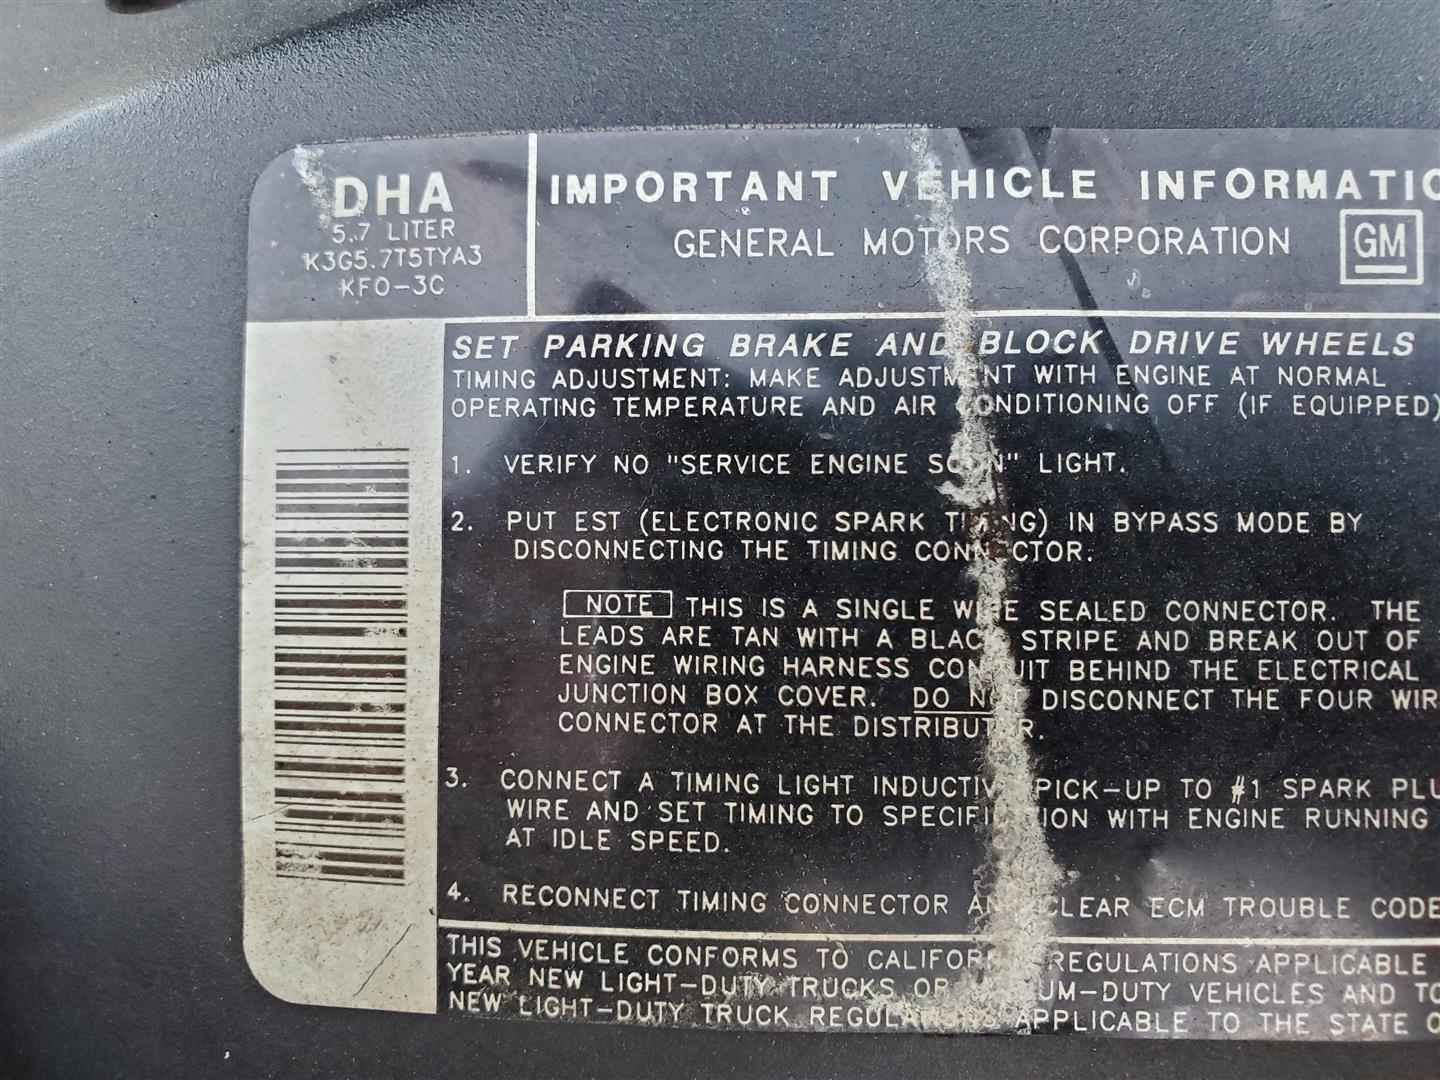 DHA
5.7 LITER
K3G5.7T5TYA3
KFO-3C
IMPORTANT VEHICLE INFORMATIO
GENERAL MOTORS CORPORATION
GM
SET PARKING BRAKE AND BLOCK DRIVE WHEELS
TIMING ADJUSTMENT: MAKE ADJUSTMENT WITH ENGINE AT NORMAL
OPERATING TEMPERATURE AND AIR CONDITIONING OFF (IF EQUIPPED)
1. VERIFY NO "SERVICE ENGINE SOON" LIGHT.
2. PUT EST (ELECTRONIC SPARK TIMING) IN BYPASS MODE BY
DISCONNECTING THE TIMING CONNECTOR.
NOTE THIS IS A SINGLE WIRE SEALED CONNECTOR. THE
LEADS ARE TAN WITH A BLACK STRIPE AND BREAK OUT OF
ENGINE WIRING HARNESS CONDUIT BEHIND THE ELECTRICAL
JUNCTION BOX COVER. DO NOT DISCONNECT THE FOUR WIR
CONNECTOR AT THE DISTRIBUTOR.
3. CONNECT A TIMING LIGHT INDUCTIVE PICK-UP TO #1 SPARK PLU
WIRE AND SET TIMING TO SPECIFICATION WITH ENGINE RUNNING
AT IDLE SPEED.
4. RECONNECT TIMING CONNECTOR AND CLEAR ECM TROUBLE CODE
THIS VEHICLE CONFORMS TO CALIFORNIA REGULATIONS APPLICABLE
YEAR NEW LIGHT-DUTY TRUCKS OR MEDIUM-DUTY VEHICLES AND TO
NEW LIGHT-DUTY TRUCK REGULATIONS APPLICABLE TO THE STATE O